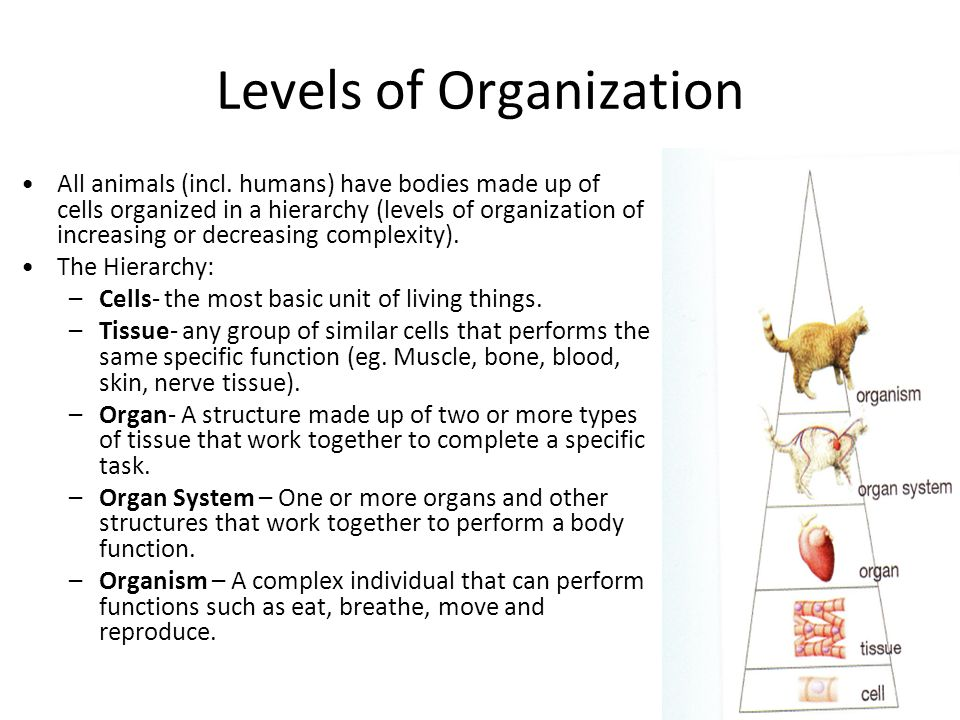 Levels of Organization
• All animals (incl. humans) have bodies made up of
cells organized in a hierarchy (levels of organization of
increasing or decreasing complexity).
• The Hierarchy:
– Cells- the most basic unit of living things.
– Tissue- any group of similar cells that performs the
same specific function (eg. Muscle, bone, blood,
skin, nerve tissue).
– Organ- A structure made up of two or more types
of tissue that work together to complete a specific
task.
– Organ System – One or more organs and other
structures that work together to perform a body
function.
– Organism – A complex individual that can perform
functions such as eat, breathe, move and
reproduce.
organism
organ system
organ
tissue
cell